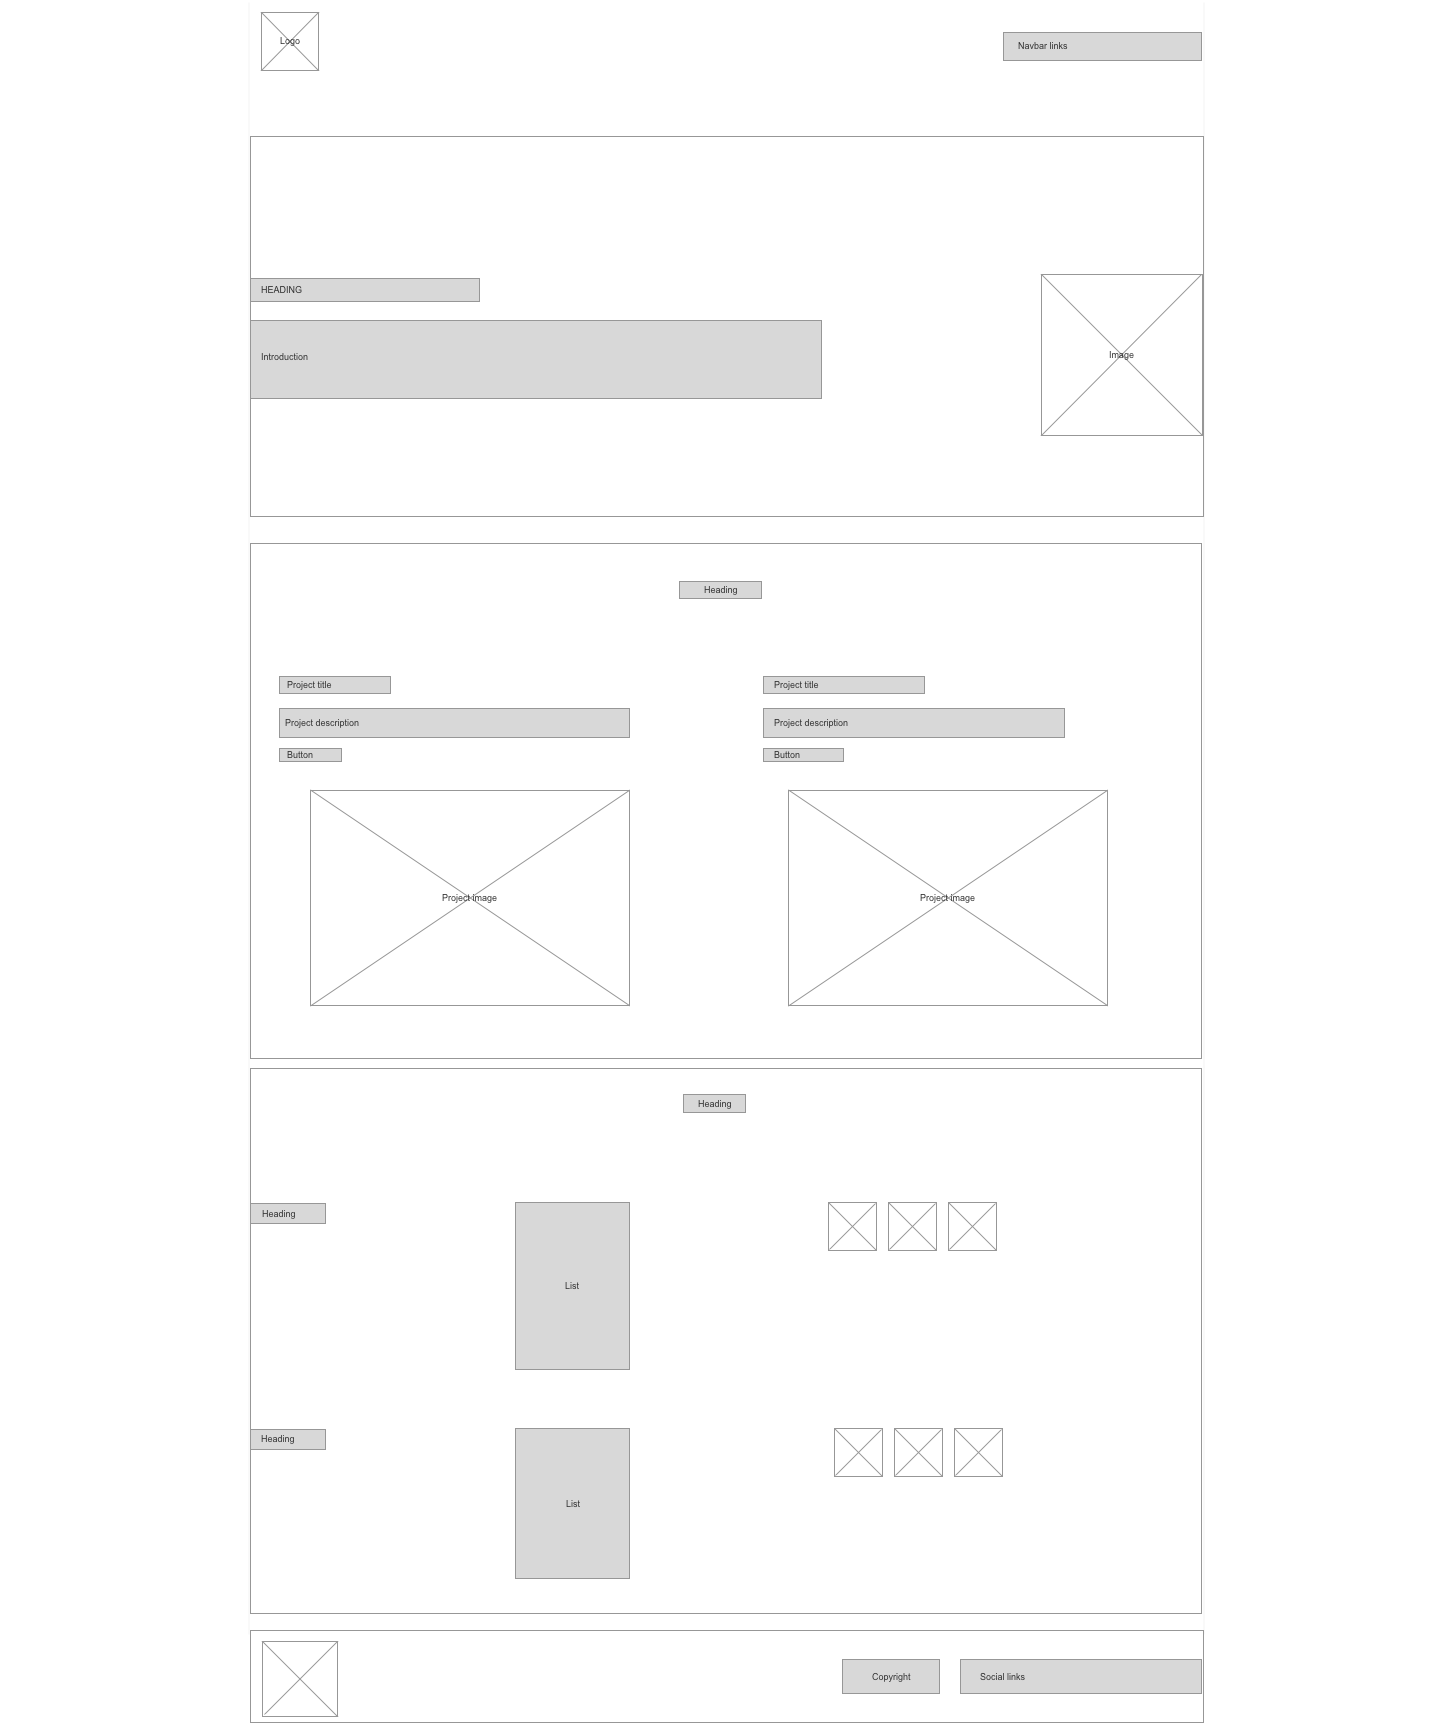 Logo
Navbar links
HEADING
Introduction
Image
Heading
Project title
Project description
Button
Project image
Project title
Project description
Button
Project image
Heading
Heading
List
Heading
List
Copyright
Social links